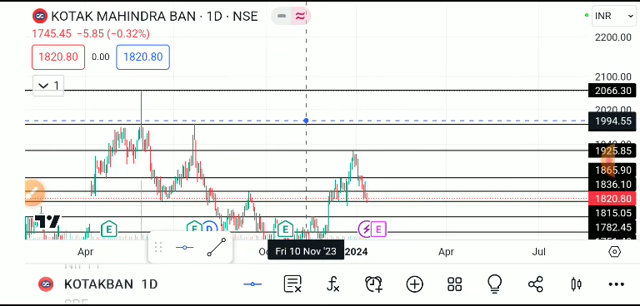 KOTAK MAHINDRA BAN · 1D · NSE
INR
1745.45 −5.85 (−0.32%)
1820.80 0.00 1820.80
1
2200.00
2100.00
2066.30
2020.00
1994.55
1925.85
1865.90
1836.10
1820.80
1815.05
1782.45
E E D E E
Apr Oc Fri 10 Nov '23 2024 Apr Jul
KOTAKBAN 1D